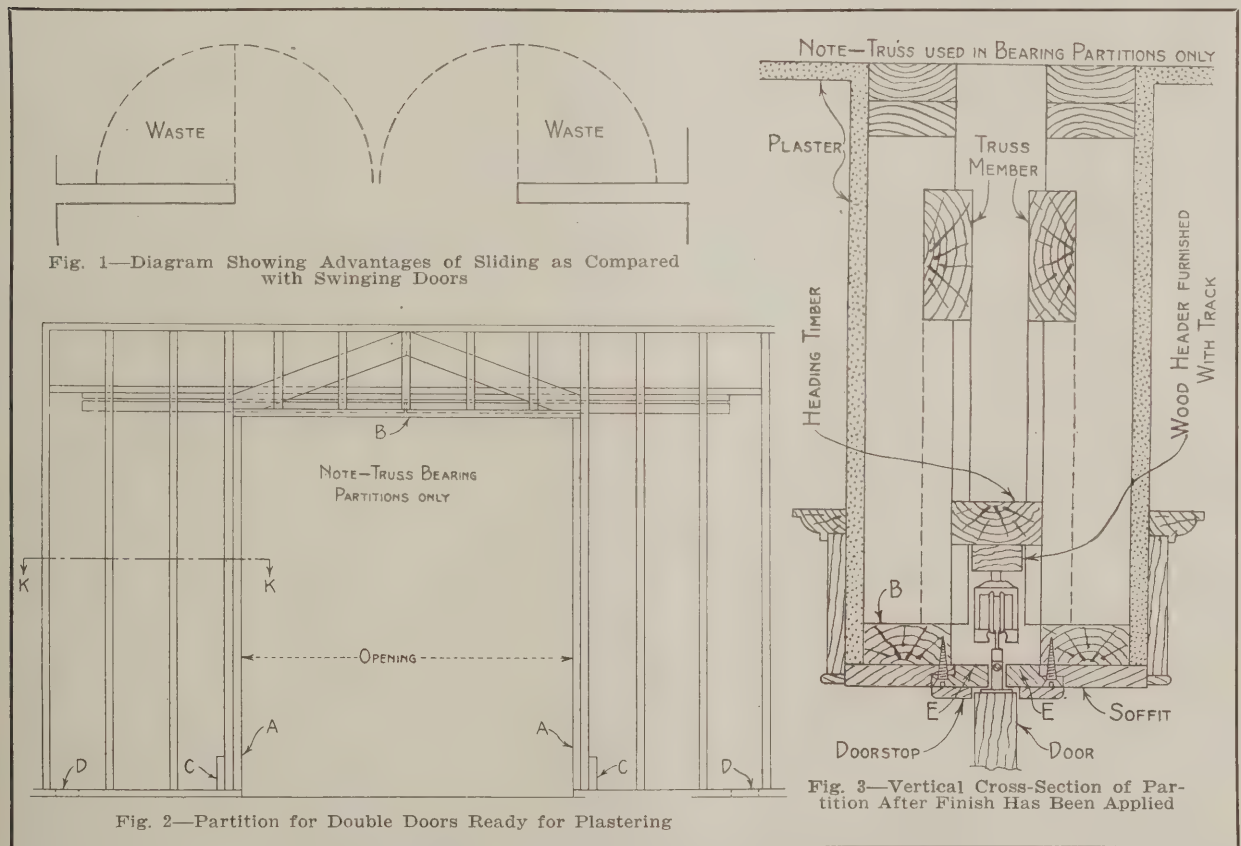 WASTE
WASTE
Fig. 1—Diagram Showing Advantages of Sliding as Compared
with Swinging Doors
B
NOTE—TRUSS BEARING
PARTITIONS ONLY
K
K
OPENING
A
A
D
C
C
D
Fig. 2—Partition for Double Doors Ready for Plastering
NOTE—TRUSS USED IN BEARING PARTITIONS ONLY
PLASTER
TRUSS
MEMBER
HEADING TIMBER
WOOD HEADER FURNISHED
WITH TRACK
B
E
E
SOFFIT
DOORSTOP
DOOR
Fig. 3—Vertical Cross-Section of Par-
tition After Finish Has Been Applied